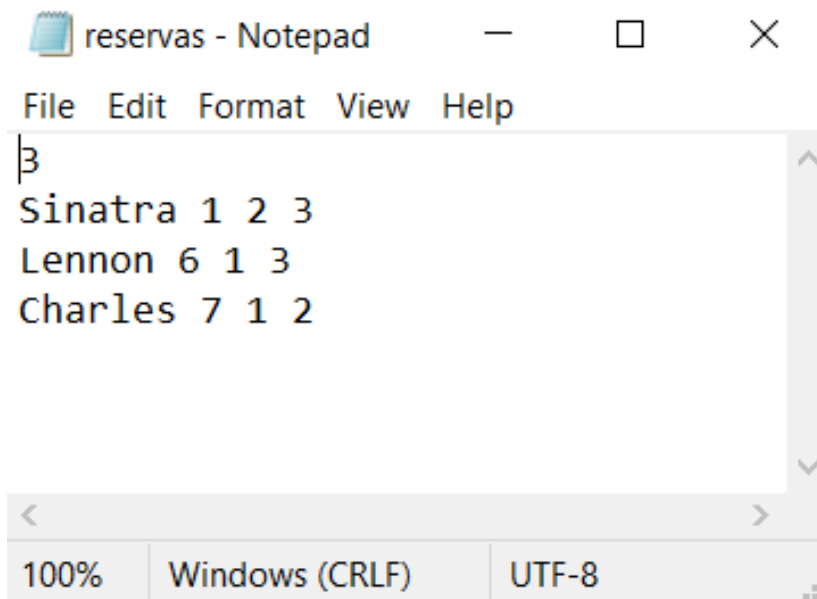 reservas - Notepad
File Edit Format View Help
3
Sinatra 1 2 3
Lennon 6 1 3
Charles 7 1 2
100% Windows (CRLF) UTF-8